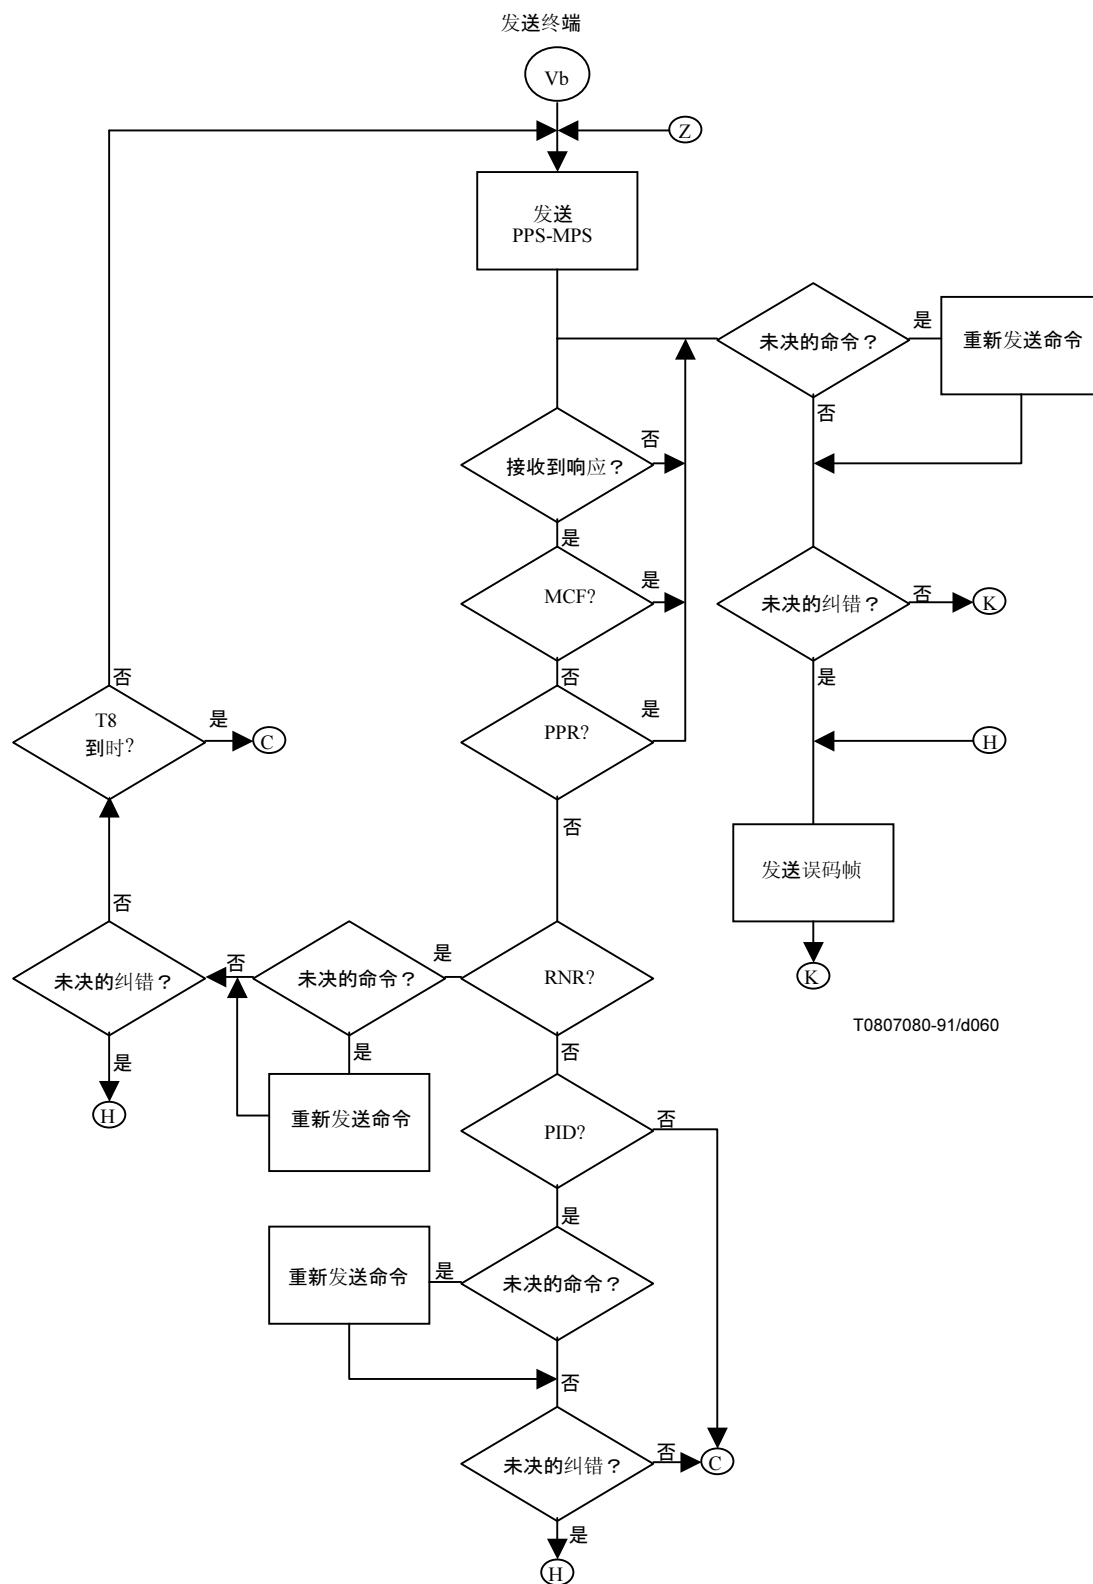 发送终端
Vb
Z
发送
PPS-MPS
未决的命令？
是
重新发送命令
否
接收到响应？
否
是
MCF?
是
未决的纠错？
否
K
否
是
否
T8
到时？
是
C
PPR?
是
H
否
发送误码帧
否
未决的纠错？
否
未决的命令？
是
RNR?
K
T0807080-91/d060
是
是
否
H
重新发送命令
PID?
否
是
重新发送命令
是
未决的命令？
否
未决的纠错？
否
C
是
H